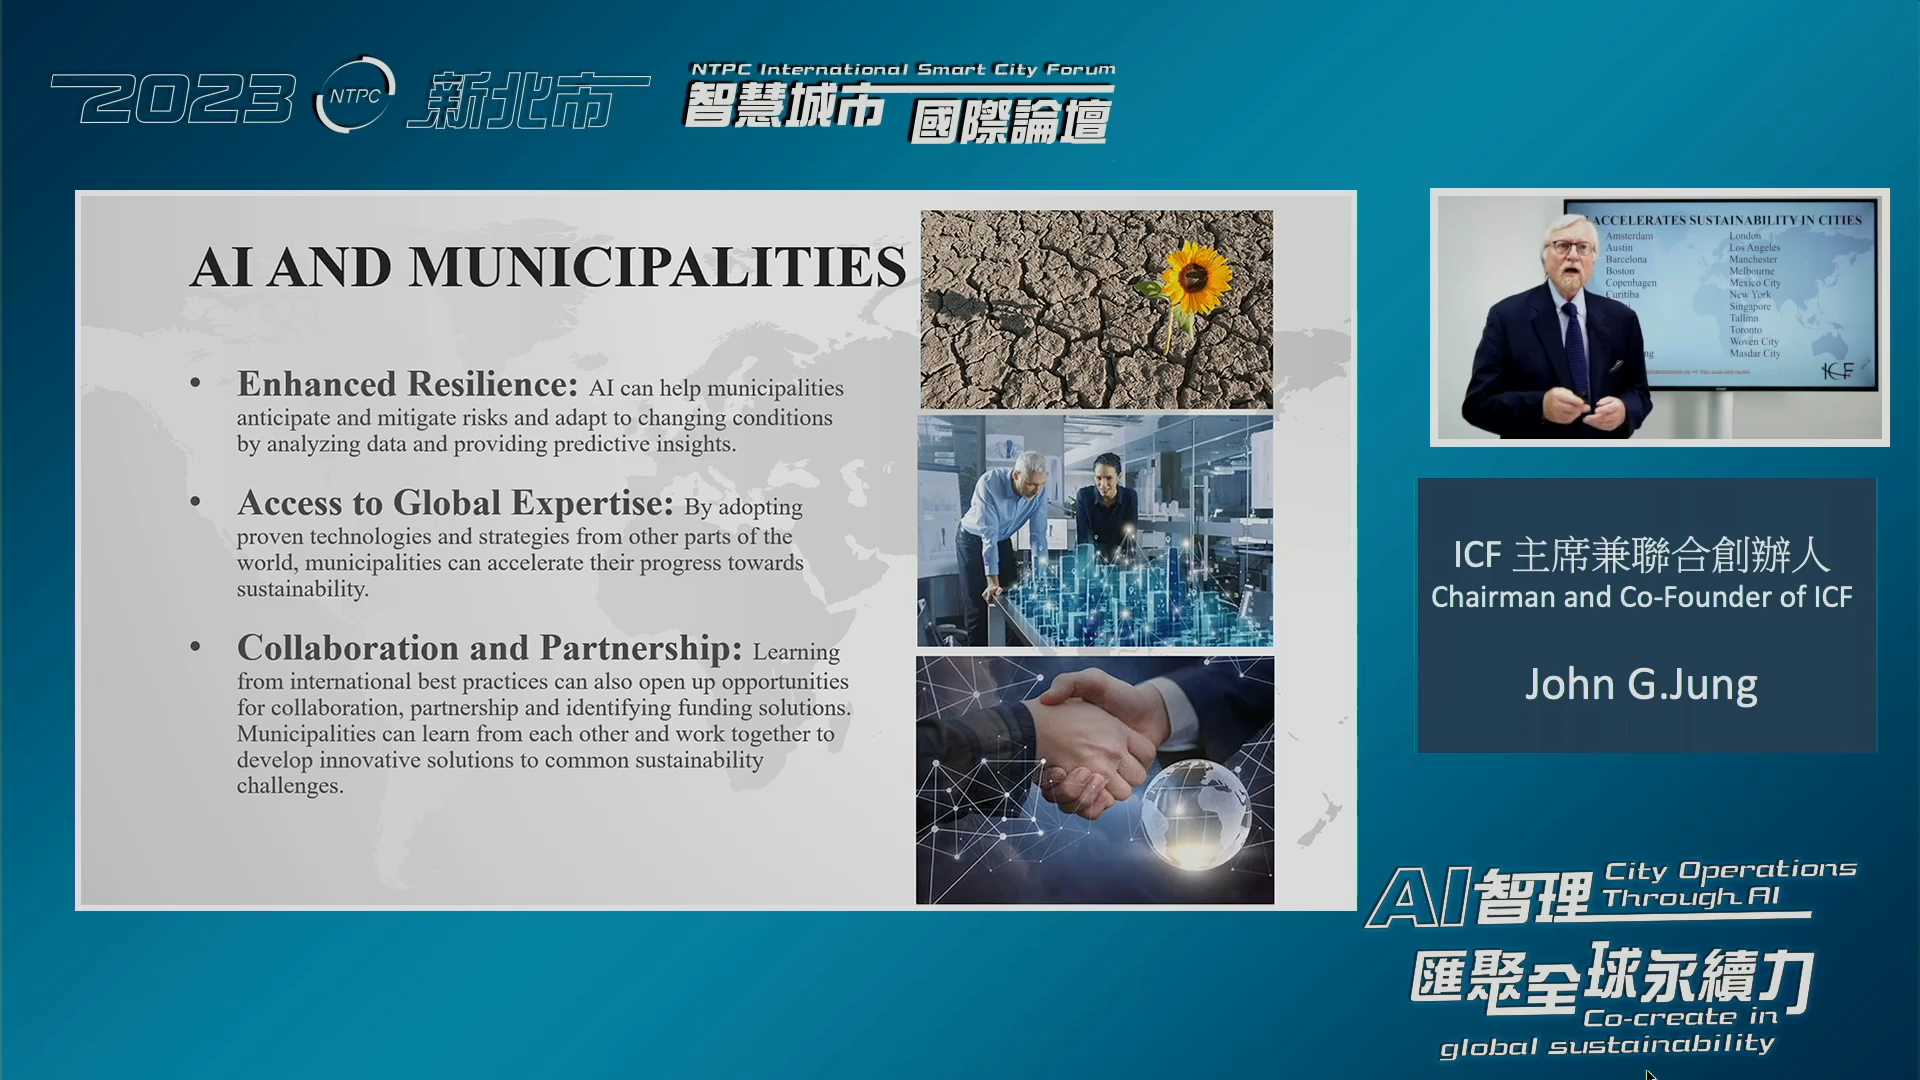 2023 NTPC 新北市
NTPC International Smart City Forum
智慧城市 國際論壇
AI AND MUNICIPALITIES
• Enhanced Resilience: AI can help municipalities
anticipate and mitigate risks and adapt to changing conditions
by analyzing data and providing predictive insights.
• Access to Global Expertise: By adopting
proven technologies and strategies from other parts of the
world, municipalities can accelerate their progress towards
sustainability.
• Collaboration and Partnership: Learning
from international best practices can also open up opportunities
for collaboration, partnership and identifying funding solutions.
Municipalities can learn from each other and work together to
develop innovative solutions to common sustainability
challenges.
ACCELERATES SUSTAINABILITY IN CITIES
Amsterdam
Austin
Barcelona
Boston
Copenhagen
Curitiba
London
Los Angeles
Manchester
Melbourne
Mexico City
New York
Singapore
Tallinn
Toronto
Woven City
Masdar City
ICF
ICF 主席兼聯合創辦人
Chairman and Co-Founder of ICF
John G.Jung
AI智理 City Operations
Through AI
匯聚全球永續力
Co-create in
global sustainability